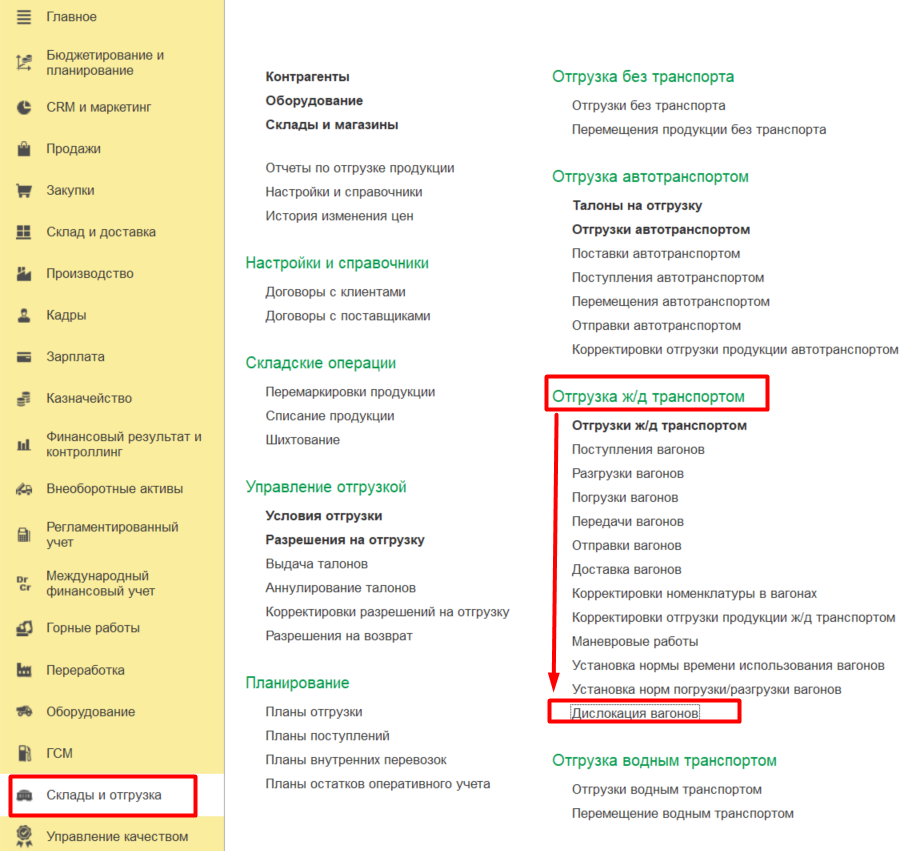 Главное
Бюджетирование и
планирование
CRM и маркетинг
Продажи
Закупки
Склад и доставка
Производство
Кадры
Зарплата
Казначейство
Финансовый результат и
контроллинг
Внеоборотные активы
Регламентированный
учет
Dr
Cr
Международный
финансовый учет
Горные работы
Переработка
Оборудование
ГСМ
Склады и отгрузка
Управление качеством
Контрагенты
Оборудование
Склады и магазины
Отчеты по отгрузке продукции
Настройки и справочники
История изменения цен
Настройки и справочники
Договоры с клиентами
Договоры с поставщиками
Складские операции
Перемаркировки продукции
Списание продукции
Шихтование
Управление отгрузкой
Условия отгрузки
Разрешения на отгрузку
Выдача талонов
Аннулирование талонов
Корректировки разрешений на отгрузку
Разрешения на возврат
Планирование
Планы отгрузки
Планы поступлений
Планы внутренних перевозок
Планы остатков оперативного учета
Отгрузка без транспорта
Отгрузки без транспорта
Перемещения продукции без транспорта
Отгрузка автотранспортом
Талоны на отгрузку
Отгрузки автотранспортом
Поставки автотранспортом
Поступления автотранспортом
Перемещения автотранспортом
Отправки автотранспортом
Корректировки отгрузки продукции автотранспортом
Отгрузка ж/д транспортом
Отгрузки ж/д транспортом
Поступления вагонов
Разгрузки вагонов
Погрузки вагонов
Передачи вагонов
Отправки вагонов
Доставка вагонов
Корректировки номенклатуры в вагонах
Корректировки отгрузки продукции ж/д транспортом
Маневровые работы
Установка нормы времени использования вагонов
Установка норм погрузки/разгрузки вагонов
Дислокация вагонов
Отгрузка водным транспортом
Отгрузки водным транспортом
Перемещение водным транспортом